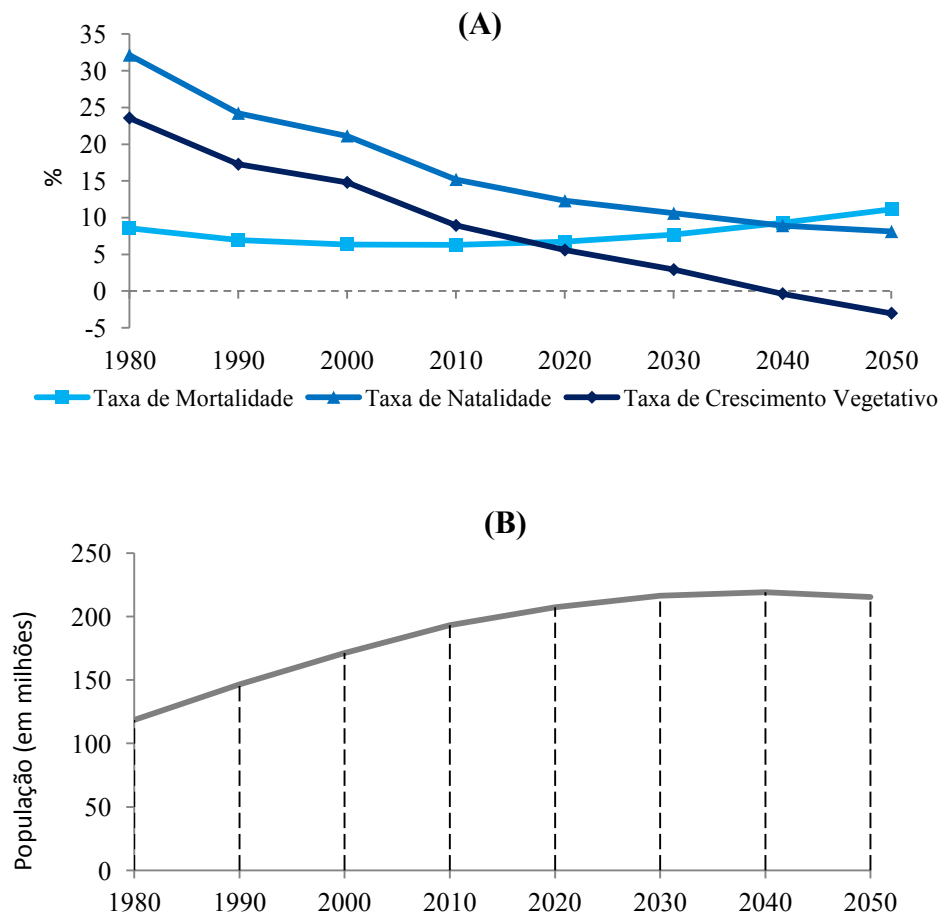 (A)
%
35
30
25
20
15
10
5
0
-5
1980 1990 2000 2010 2020 2030 2040 2050
Taxa de Mortalidade Taxa de Natalidade Taxa de Crescimento Vegetativo
(B)
População (em milhões)
250
200
150
100
50
0
1980 1990 2000 2010 2020 2030 2040 2050